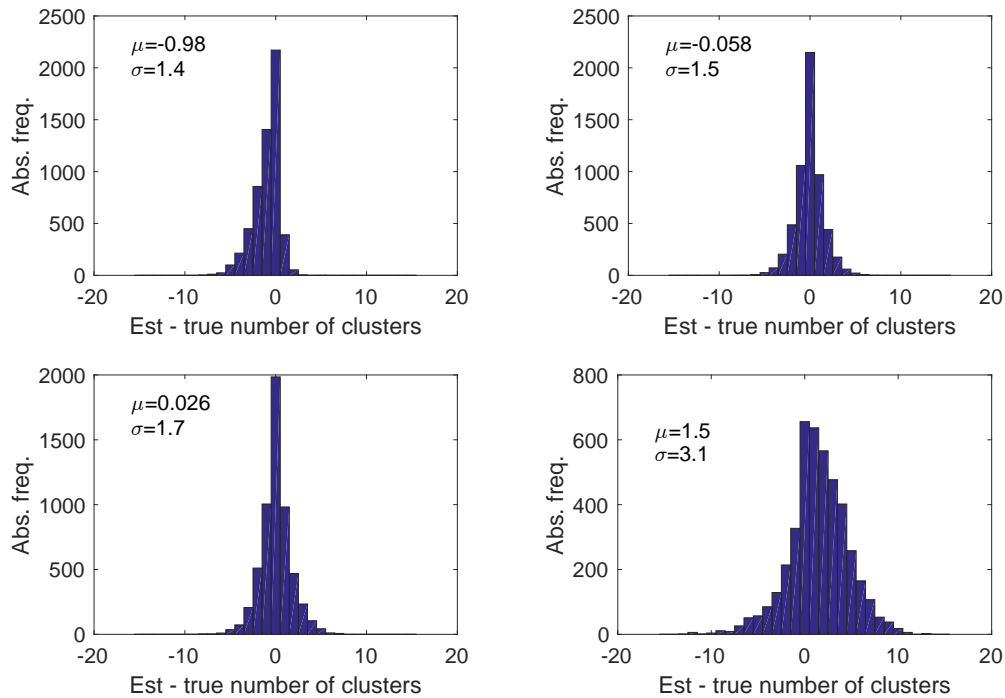 2500
2000
1500
1000
500
0
Abs. freq.
μ=-0.98
σ=1.4
-20 -10 0 10 20
Est - true number of clusters
2500
2000
1500
1000
500
0
Abs. freq.
μ=-0.058
σ=1.5
-20 -10 0 10 20
Est - true number of clusters
2000
1500
1000
500
0
Abs. freq.
μ=0.026
σ=1.7
-20 -10 0 10 20
Est - true number of clusters
800
600
400
200
0
Abs. freq.
μ=1.5
σ=3.1
-20 -10 0 10 20
Est - true number of clusters